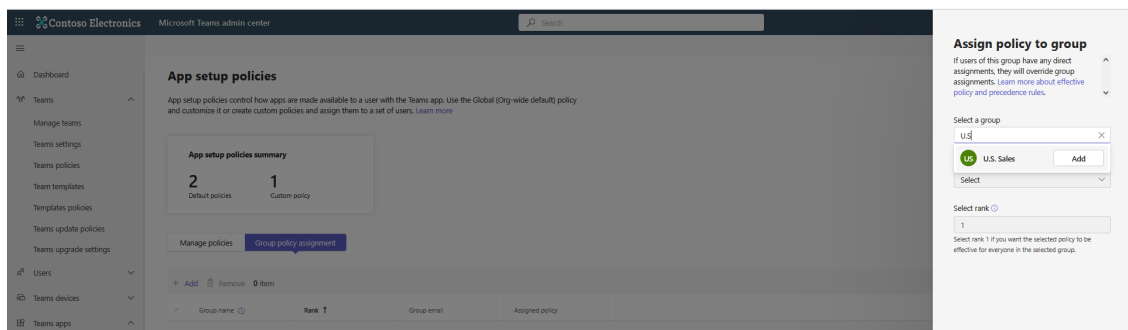 Contoso Electronics
Microsoft Teams admin center
Search
Dashboard
Teams
Manage teams
Teams settings
Teams policies
Team templates
Templates policies
Teams update policies
Teams upgrade settings
Users
Teams devices
Teams apps
App setup policies
App setup policies control how apps are made available to a user with the Teams app. Use the Global (Org-wide default) policy
and customize it or create custom policies and assign them to a set of users. Learn more
App setup policies summary
2
Default policies
1
Custom policy
Manage policies
Group policy assignment
+ Add
Remove
0 item
Group name
Rank ↑
Group email
Assigned policy
Assign policy to group
If users of this group have any direct
assignments, they will override group
assignments. Learn more about effective
policy and precedence rules.
Select a group
U.S
US
U.S. Sales
Add
Select
Select rank
1
Select rank 1 if you want the selected policy to be
effective for everyone in the selected group.